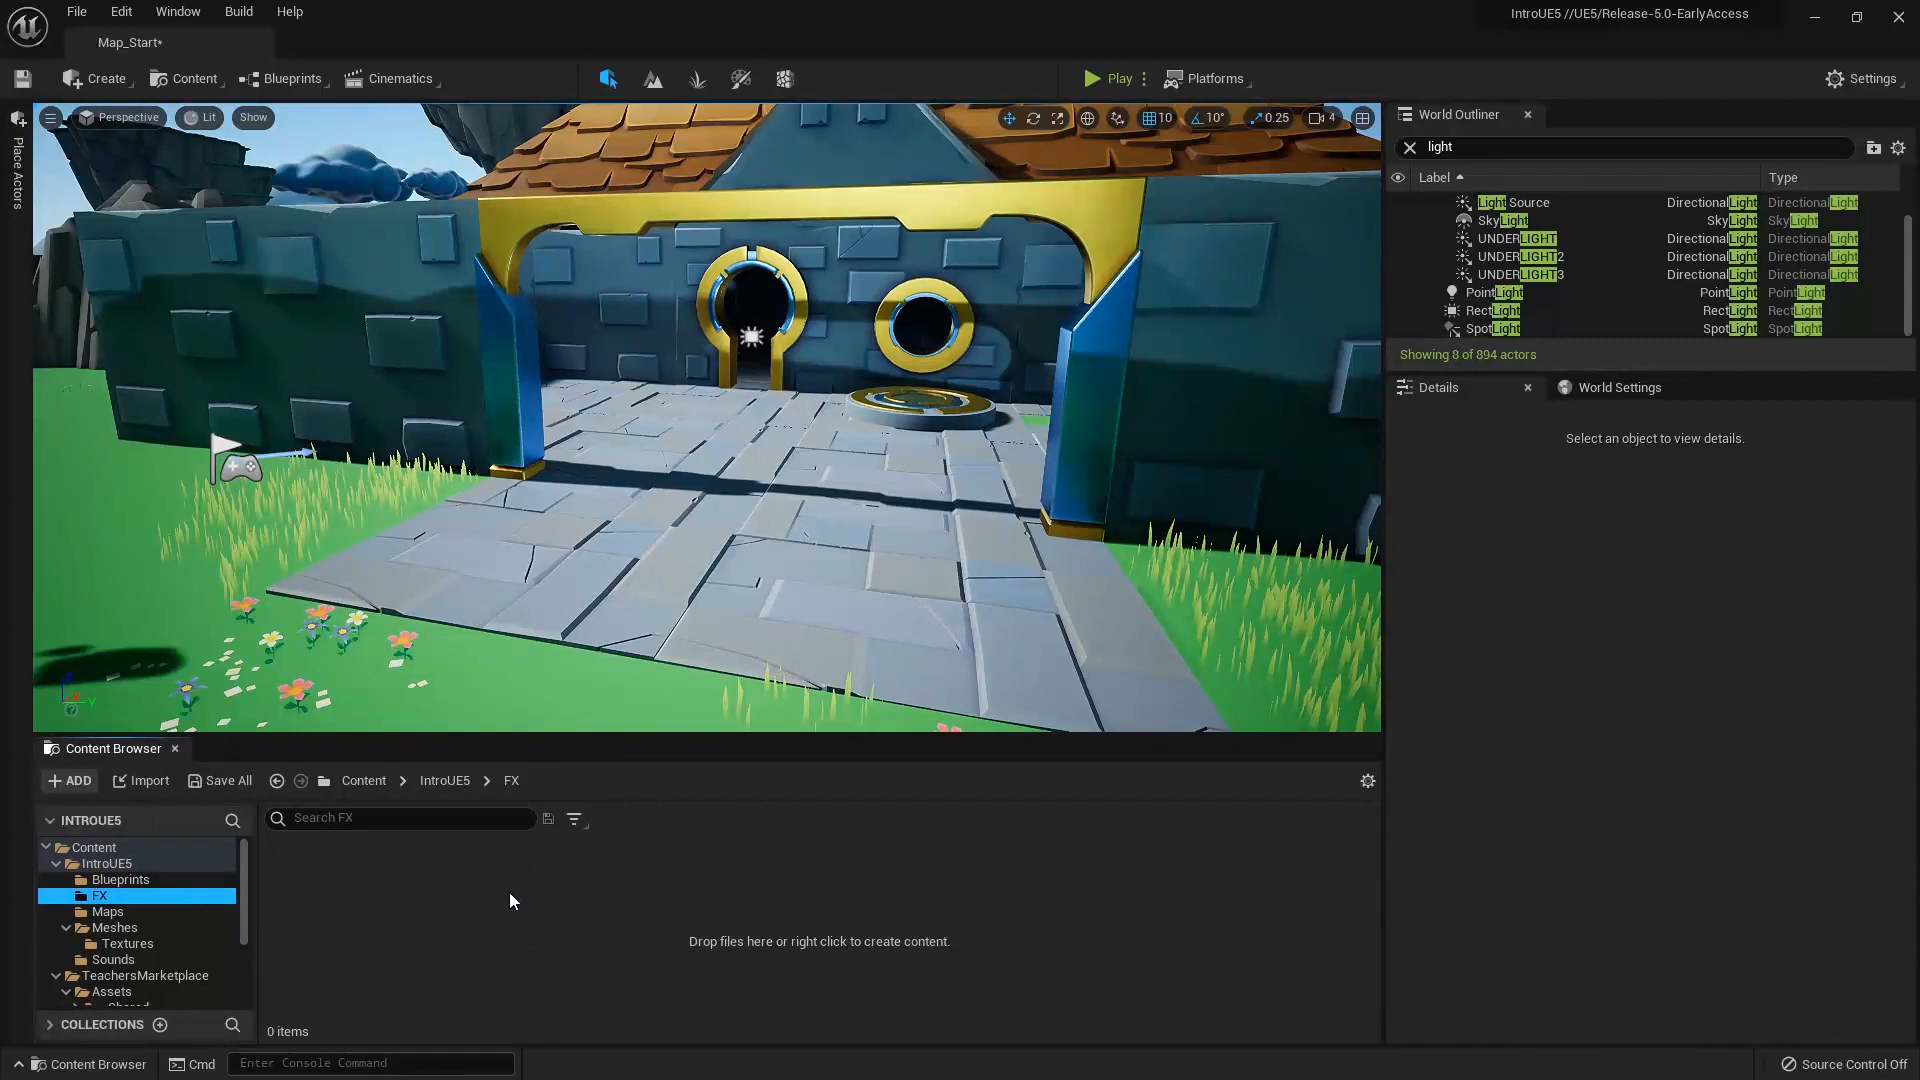 File Edit Window Build Help
IntroUE5 //UE5/Release-5.0-EarlyAccess
Map_Start*
Create Content Blueprints Cinematics Play Platforms Settings
Place Actors
Perspective Lit Show 10 10° 0.25 4
World Outliner
light
Label Type
Light Source DirectionalLight DirectionalLight
SkyLight SkyLight SkyLight
UNDERLIGHT DirectionalLight DirectionalLight
UNDERLIGHT2 DirectionalLight DirectionalLight
UNDERLIGHT3 DirectionalLight DirectionalLight
PointLight PointLight PointLight
RectLight RectLight RectLight
SpotLight SpotLight SpotLight
Showing 8 of 894 actors
Details World Settings
Select an object to view details.
Content Browser
ADD Import Save All Content IntroUE5 FX
INTROUE5
Search FX
Content
IntroUE5
Blueprints
FX
Maps
Meshes
Textures
Sounds
TeachersMarketplace
Assets
Drop files here or right click to create content.
COLLECTIONS
0 items
Content Browser Cmd Enter Console Command Source Control Off